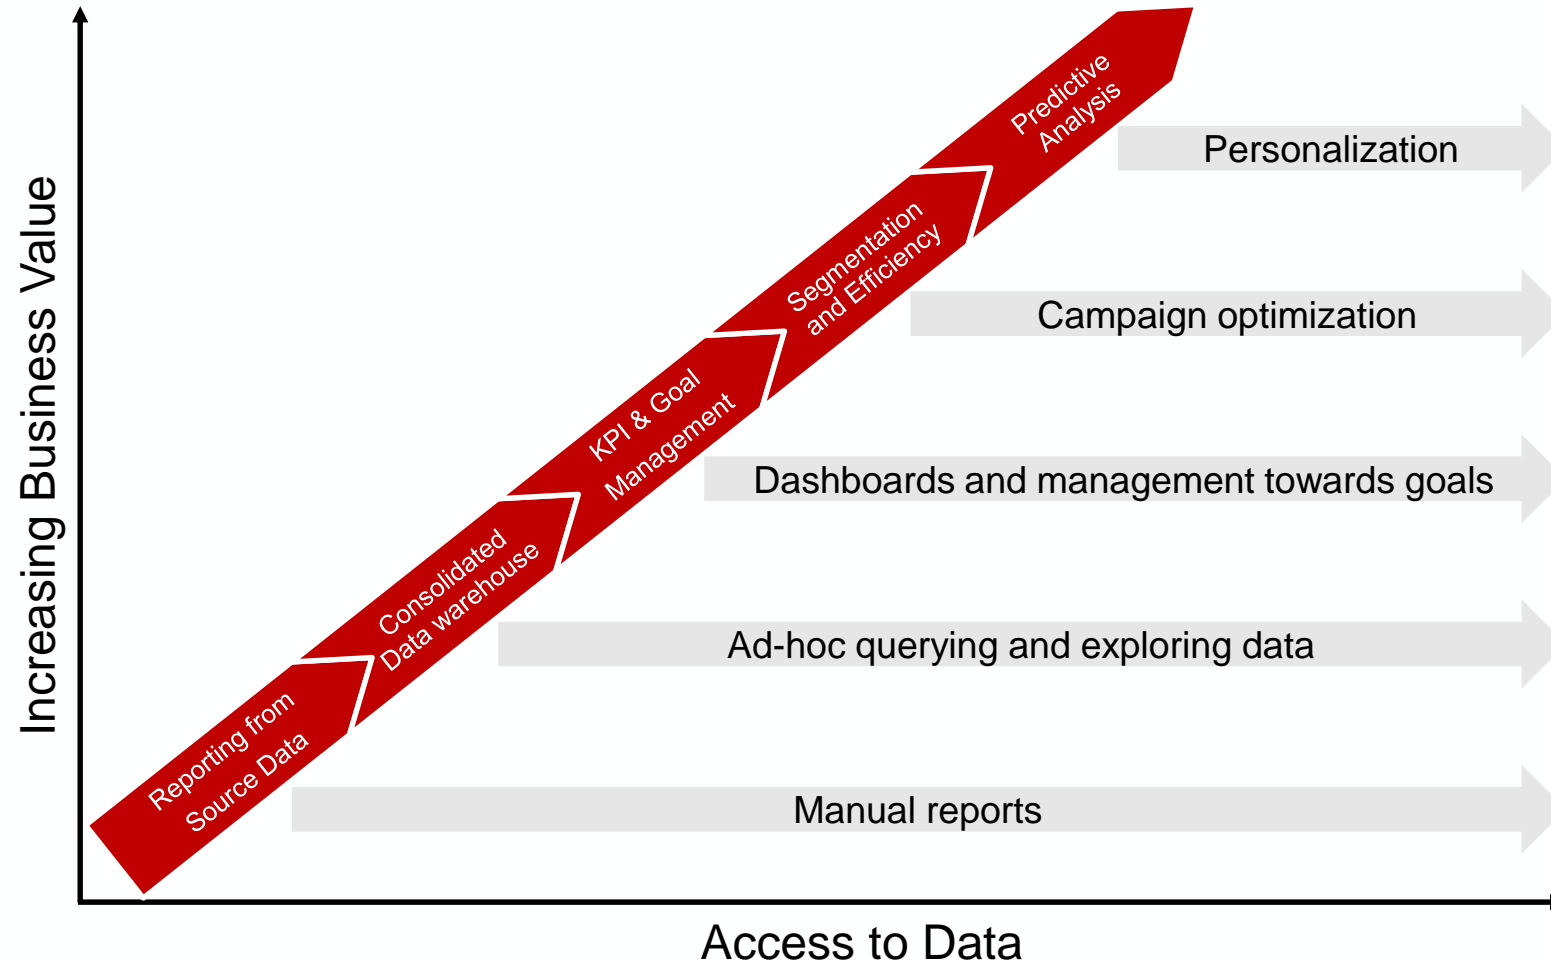 Increasing Business Value
Predictive
Analysis
Personalization
Segmentation
and Efficiency
Campaign optimization
KPI & Goal
Management
Dashboards and management towards goals
Consolidated
Data warehouse
Ad-hoc querying and exploring data
Reporting from
Source Data
Manual reports
Access to Data